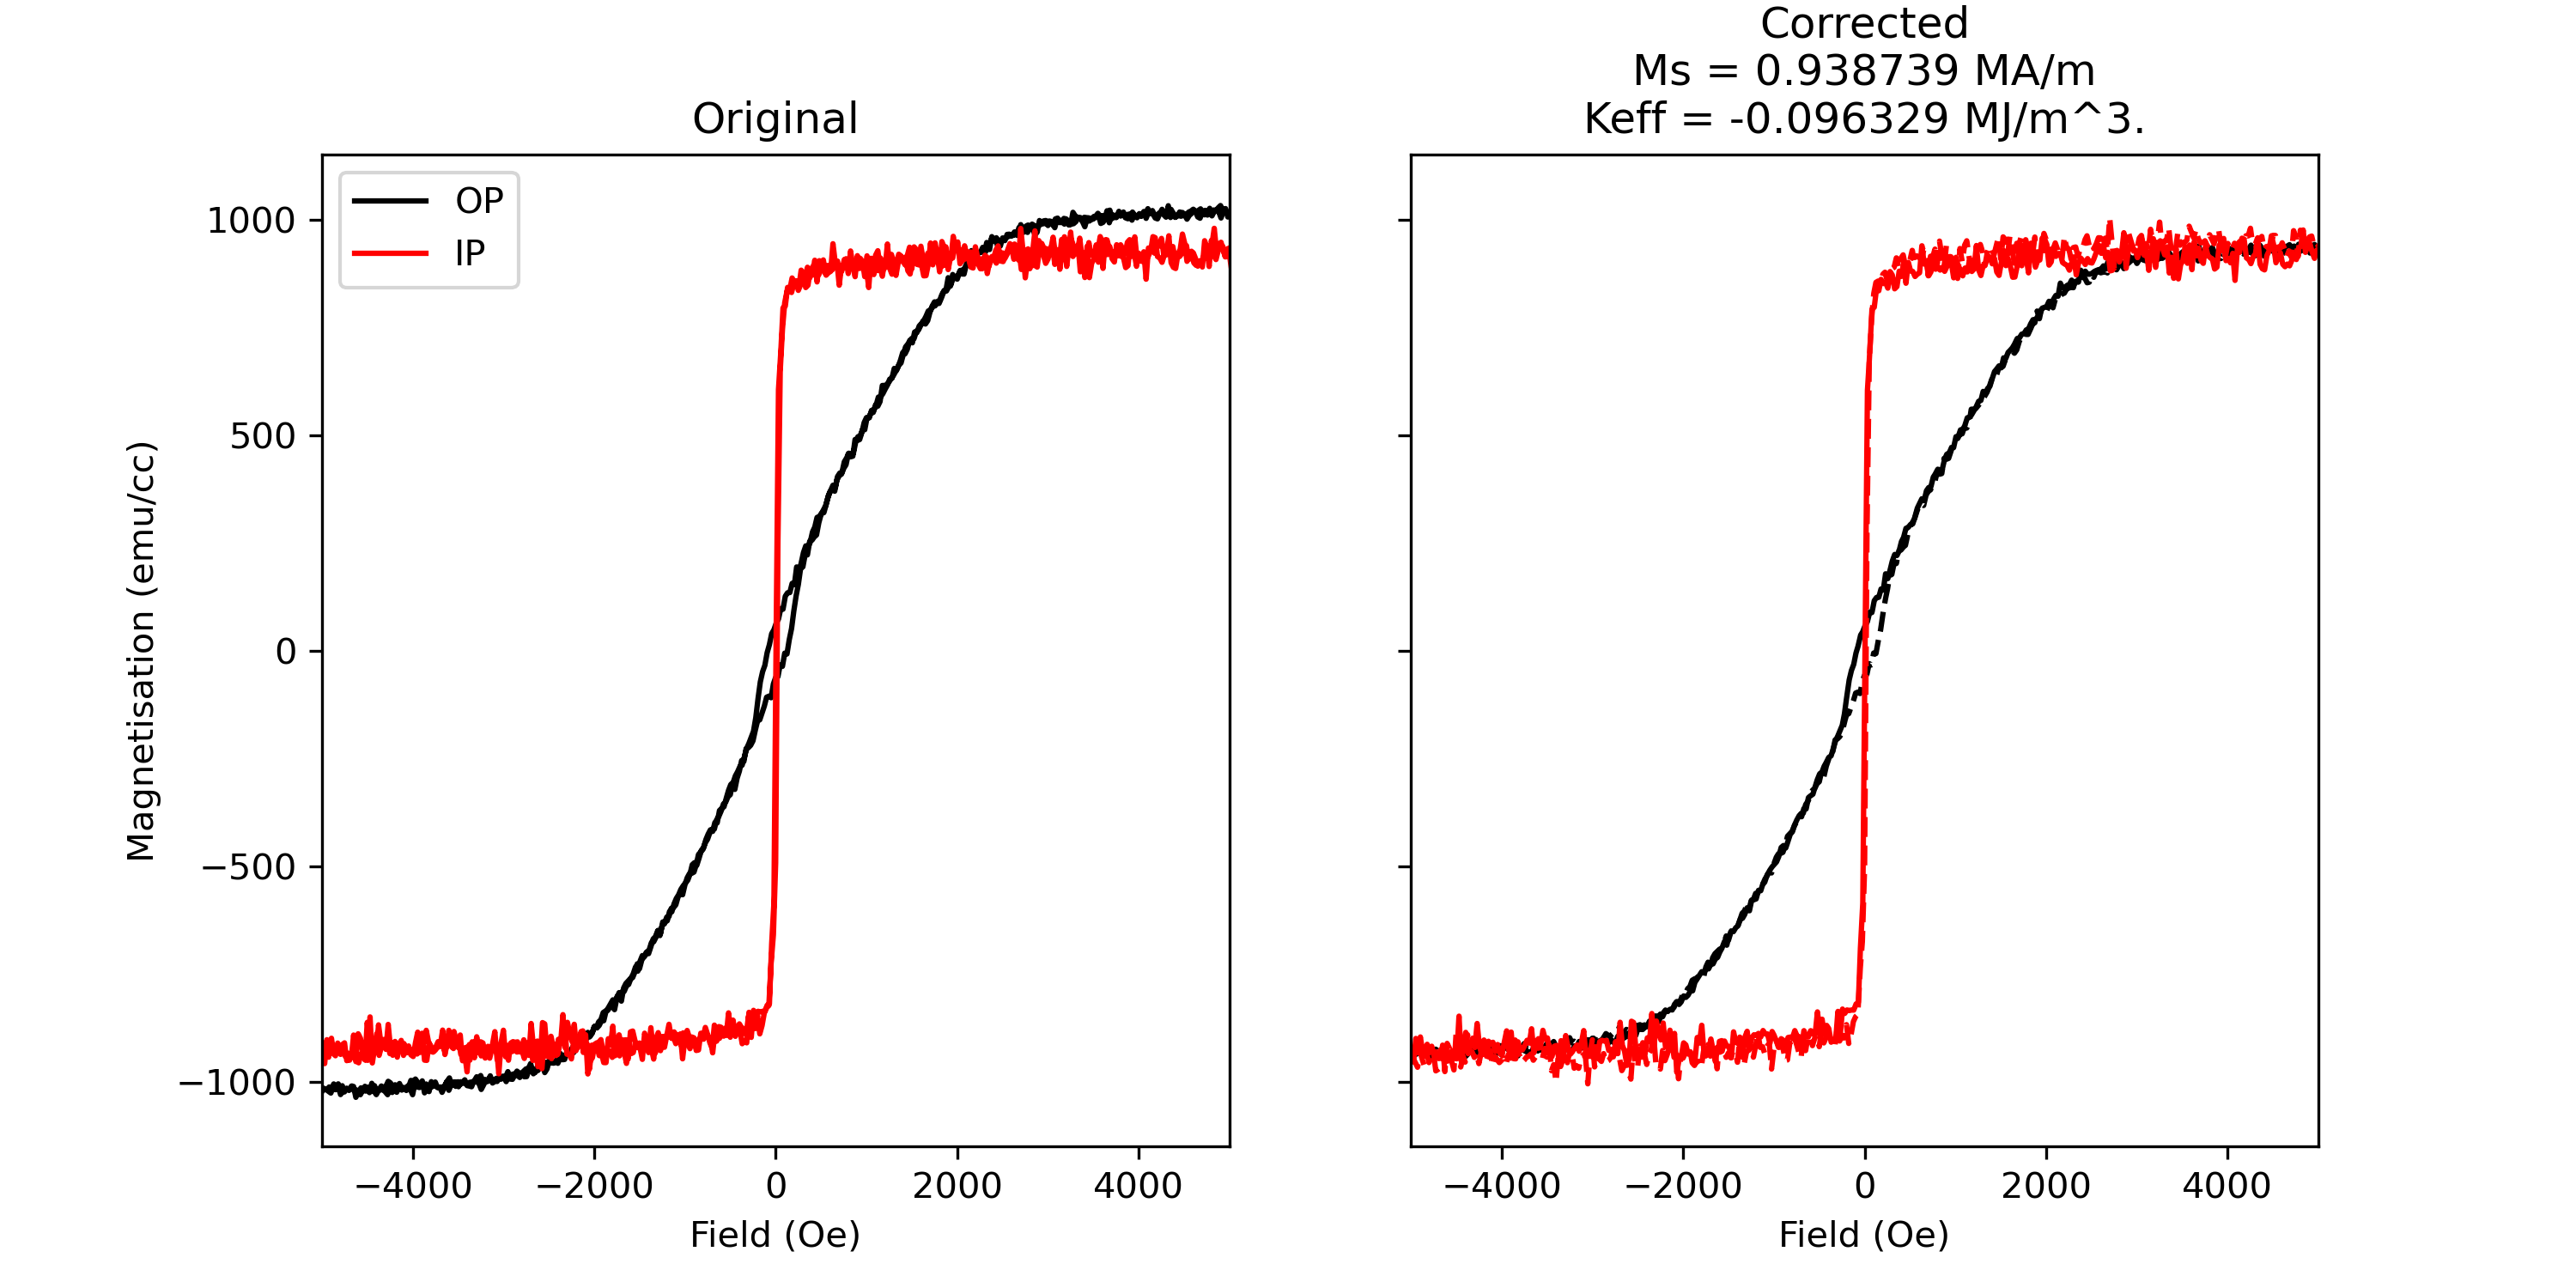 Original
OP
IP
1000
500
0
−500
−1000
Magnetisation (emu/cc)
−4000 −2000 0 2000 4000
Field (Oe)
Corrected
Ms = 0.938739 MA/m
Keff = -0.096329 MJ/m^3.
−4000 −2000 0 2000 4000
Field (Oe)